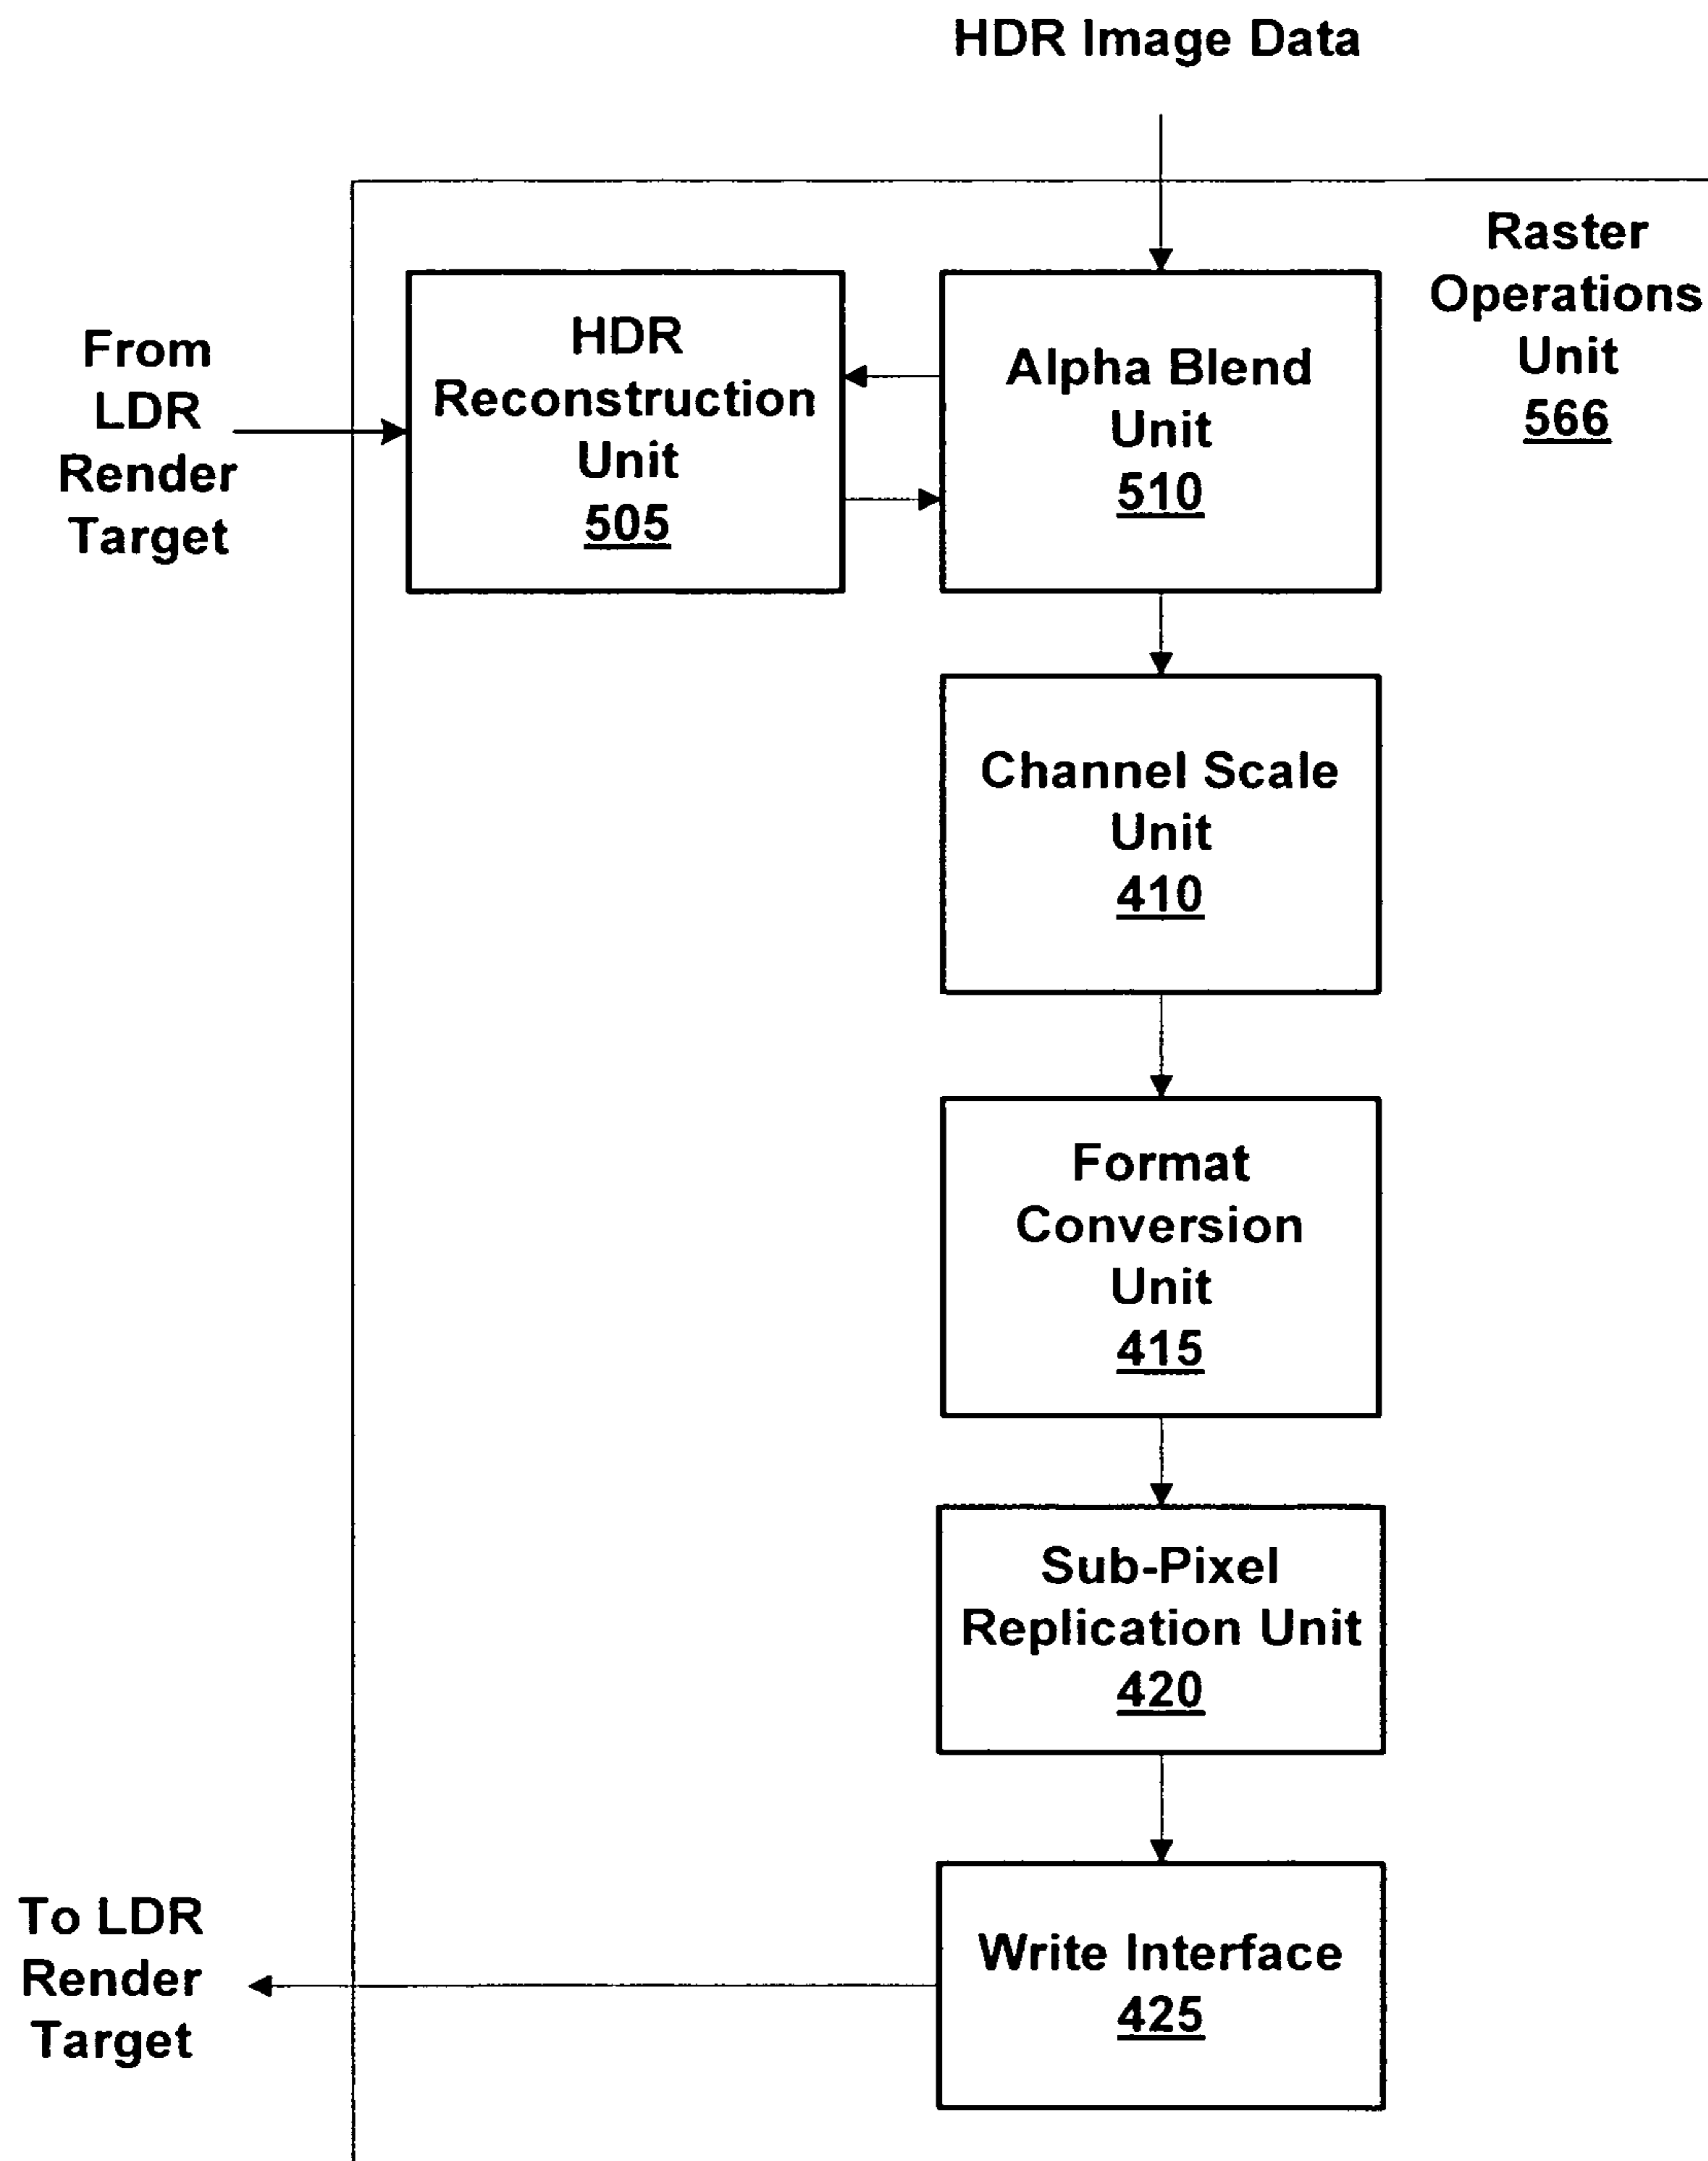 HDR Image Data
Raster
Operations
Unit
566
From
LDR
Render
Target
HDR
Reconstruction
Unit
505
Alpha Blend
Unit
510
Channel Scale
Unit
410
Format
Conversion
Unit
415
Sub-Pixel
Replication Unit
420
To LDR
Render
Target
Write Interface
425